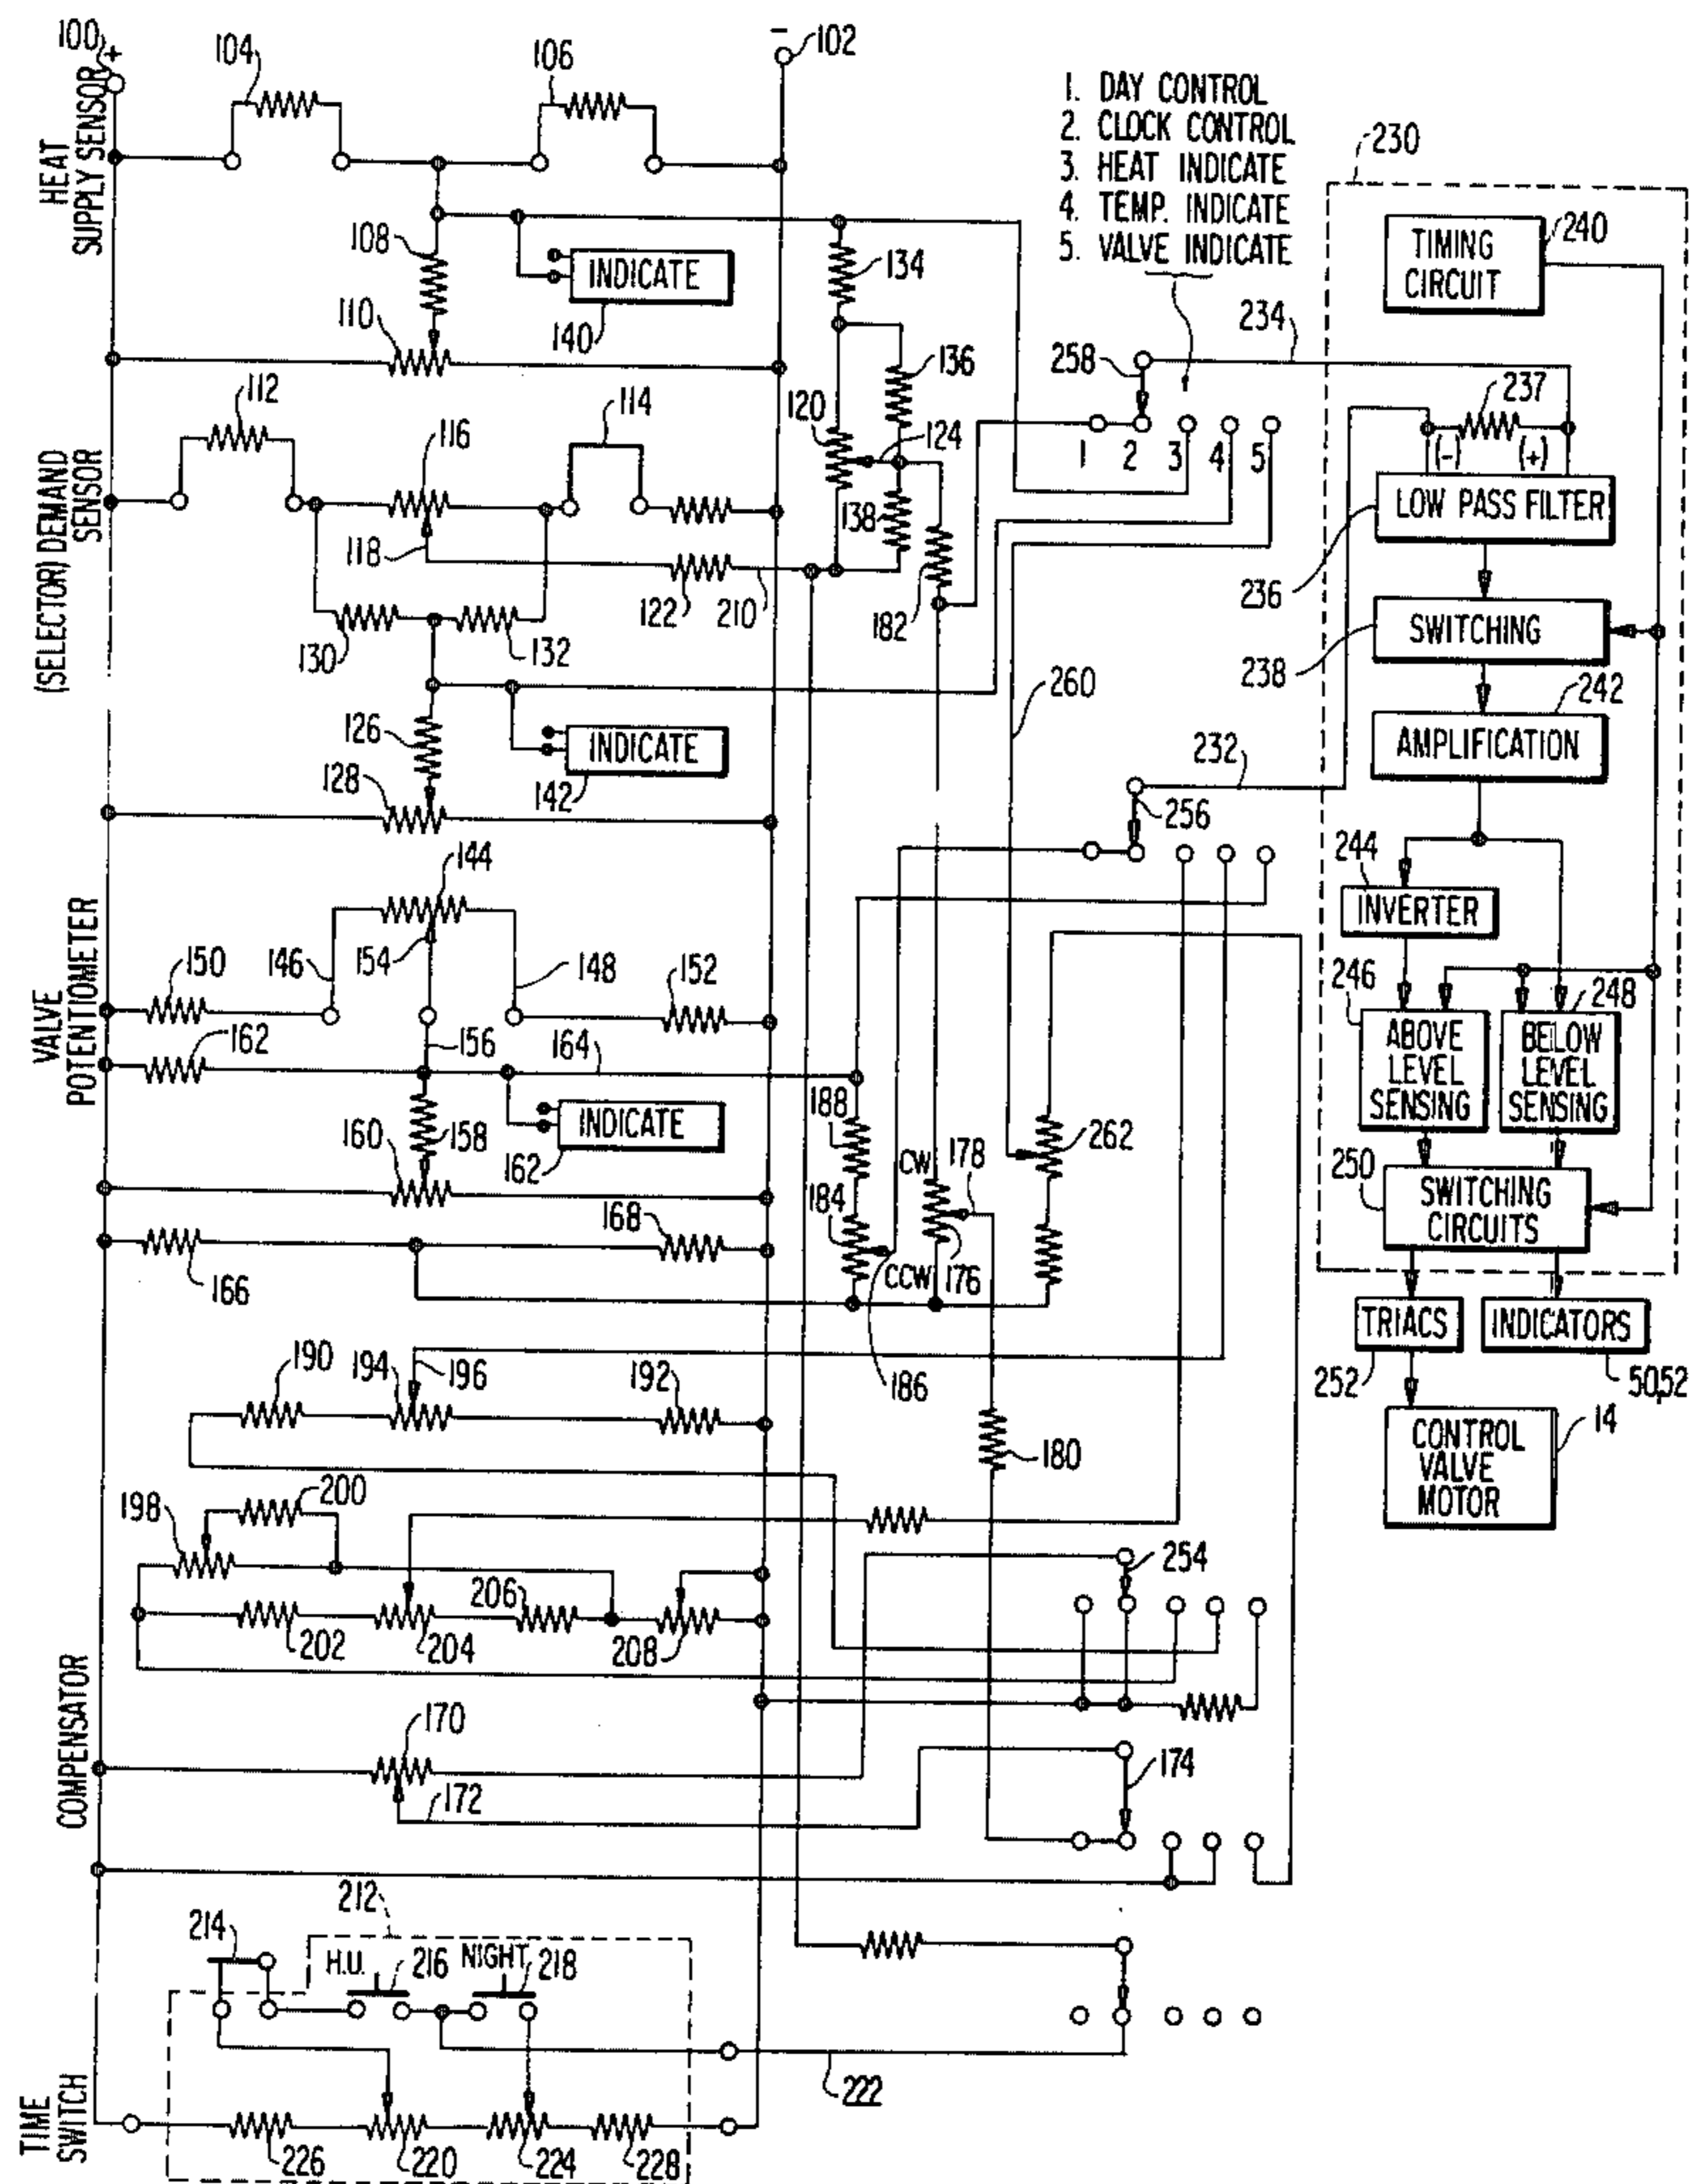 100
+
104
106
-
102
HEAT
SUPPLY SENSOR
1. DAY CONTROL
2. CLOCK CONTROL
3. HEAT INDICATE
4. TEMP. INDICATE
5. VALVE INDICATE
230
TIMING
CIRCUIT
240
108
INDICATE
140
134
110
234
258
136
237
112
116
114
120
124
(-)
(+)
1 2 3 4 5
LOW PASS FILTER
(SELECTOR) DEMAND
SENSOR
118
138
122
210
182
236
130
132
SWITCHING
238
260
242
126
INDICATE
142
128
AMPLIFICATION
232
256
144
244
INVERTER
VALVE
POTENTIOMETER
150
146
154
148
152
246
248
162
156
164
ABOVE
LEVEL
SENSING
BELOW
LEVEL
SENSING
188
160
158
INDICATE
162
262
CW
178
250
SWITCHING
CIRCUITS
184
168
166
CCW
176
TRIACS
INDICATORS
190
194
196
192
186
252
50,52
180
CONTROL
VALVE
MOTOR
14
198
200
254
206
202
204
208
COMPENSATOR
170
172
174
212
214
H.U.
216
NIGHT
218
222
TIME
SWITCH
226
220
224
228